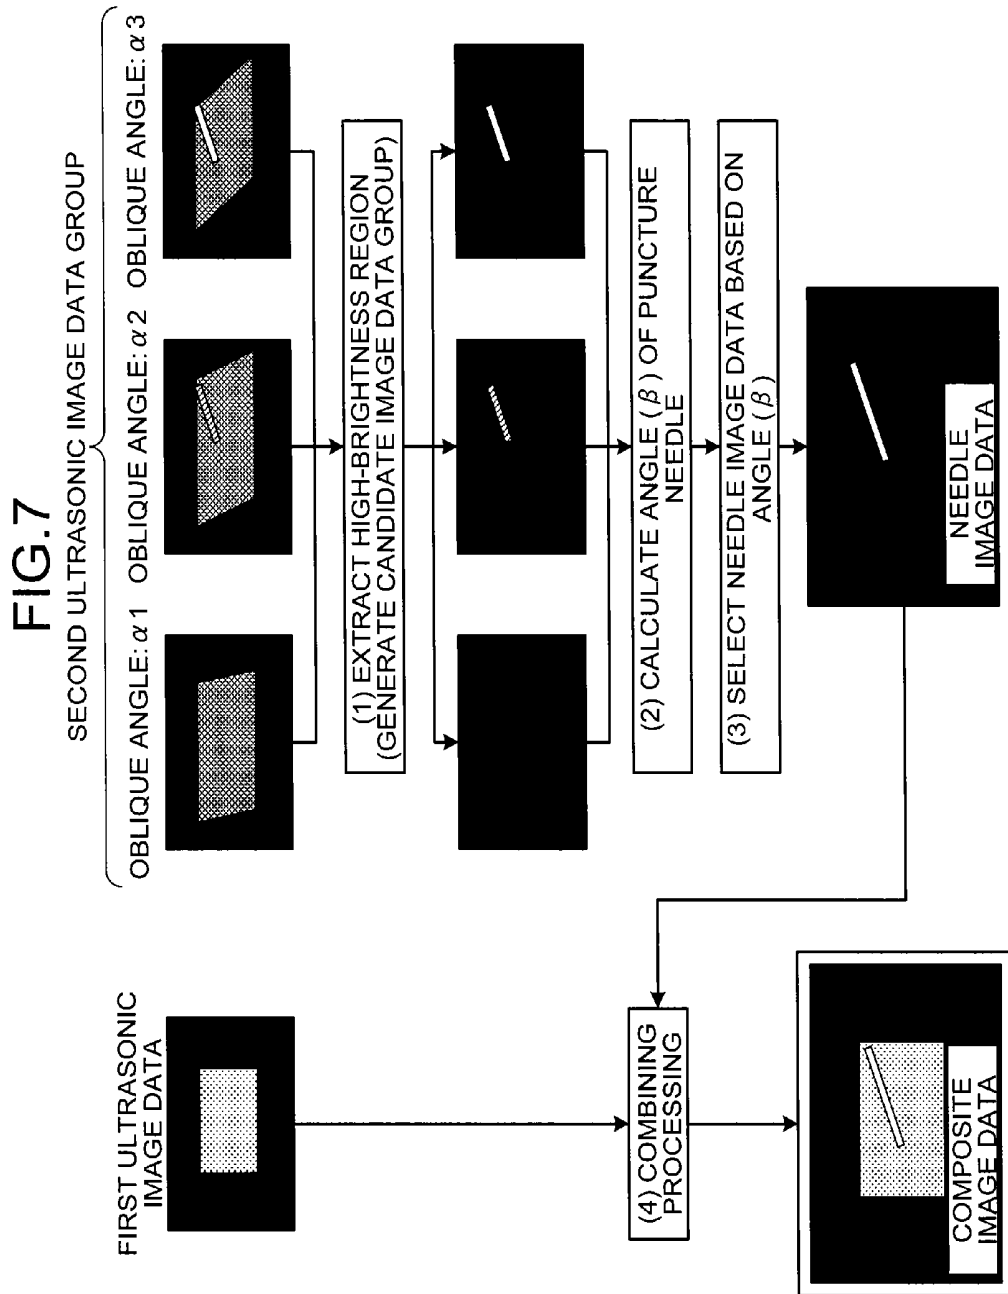 FIG.7
SECOND ULTRASONIC IMAGE DATA GROUP
FIRST ULTRASONIC
IMAGE DATA
OBLIQUE ANGLE: α1
OBLIQUE ANGLE: α2
OBLIQUE ANGLE: α3
(1) EXTRACT HIGH-BRIGHTNESS REGION
(GENERATE CANDIDATE IMAGE DATA GROUP)
(2) CALCULATE ANGLE (β) OF PUNCTURE
NEEDLE
(3) SELECT NEEDLE IMAGE DATA BASED ON
ANGLE (β)
(4) COMBINING
PROCESSING
NEEDLE
IMAGE DATA
COMPOSITE
IMAGE DATA